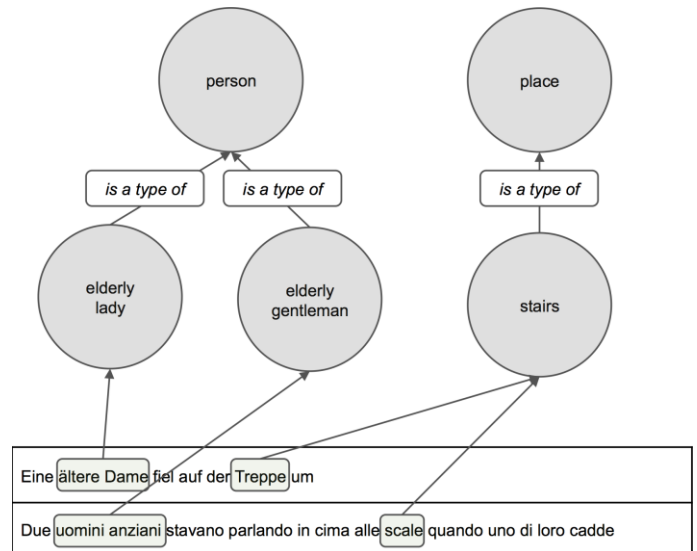 person
place
is a type of
is a type of
is a type of
elderly
lady
elderly
gentleman
stairs
Eine ältere Dame fiel auf der Treppe um
Due uomini anziani stavano parlando in cima alle scale quando uno di loro cadde